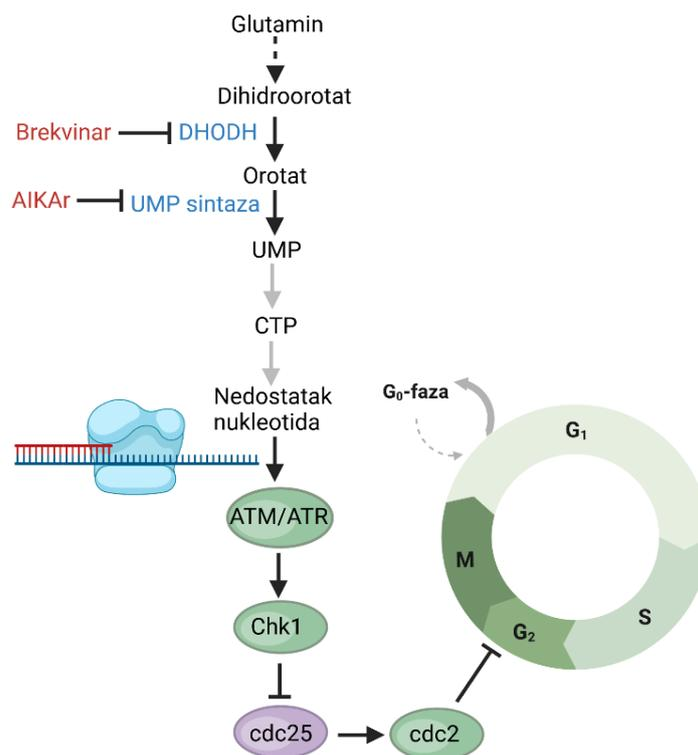 Glutamin
Dihidroorotat
Brekvinar
DHODH
Orotat
AIKAr
UMP sintaza
UMP
CTP
Nedostatak
nukleotida
G₀-faza
G₁
ATM/ATR
M
S
G₂
Chk1
cdc25
cdc2